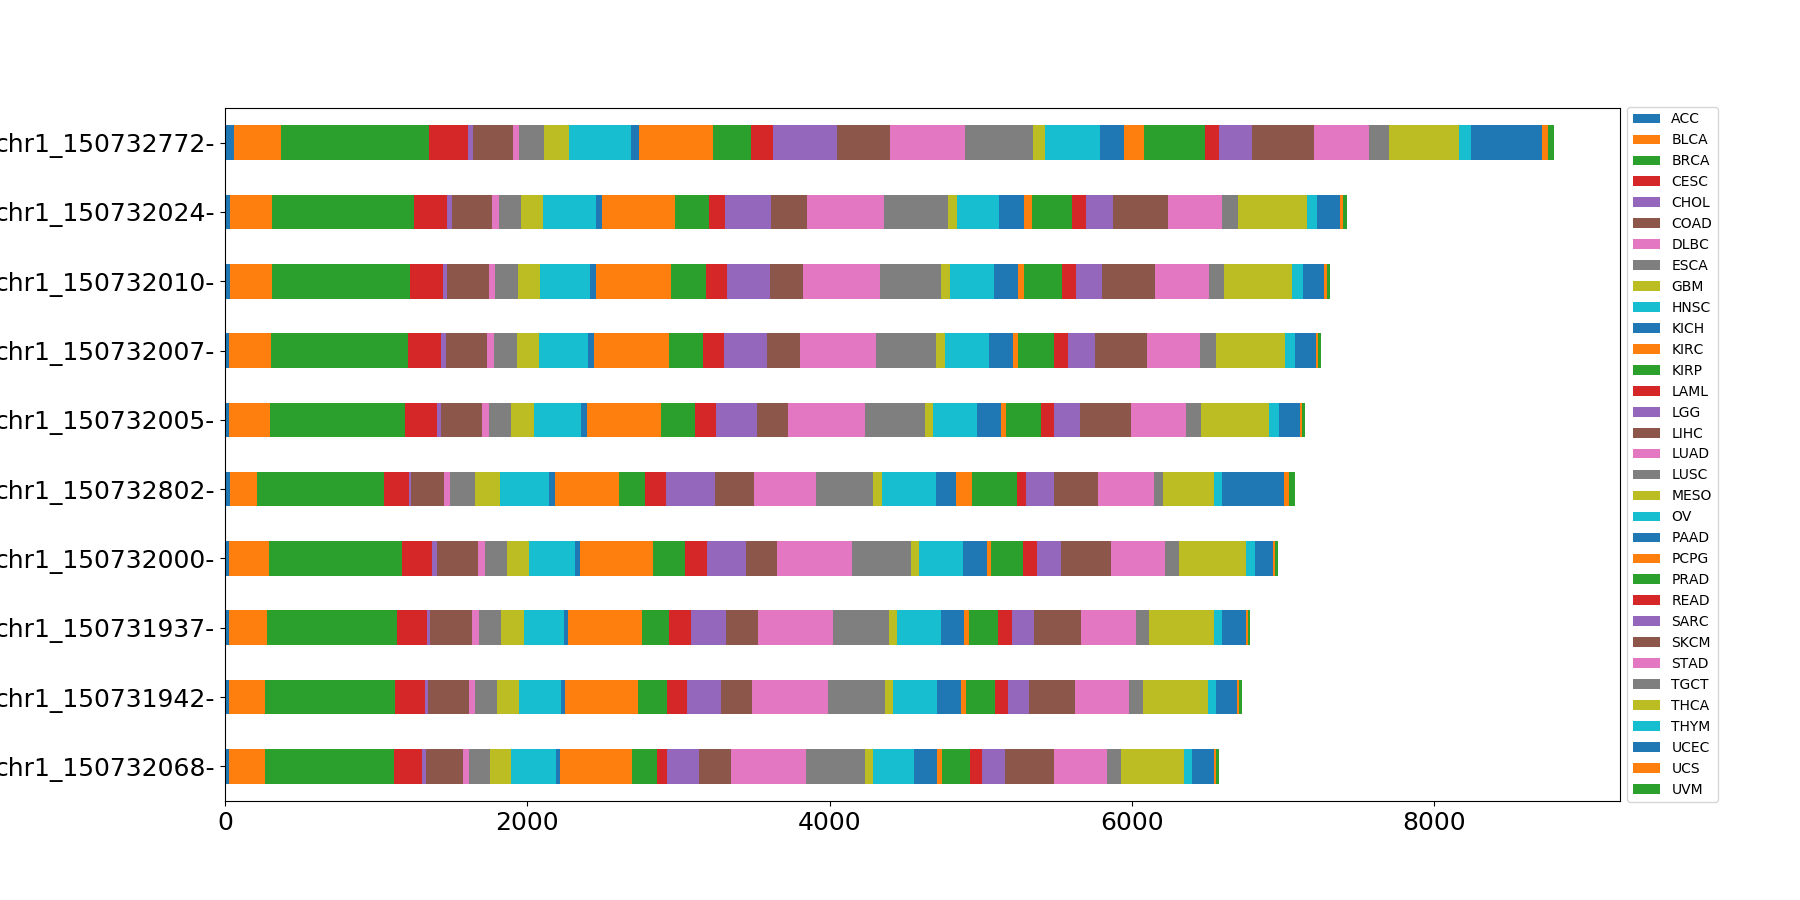 chr1_150732772-
chr1_150732024-
chr1_150732010-
chr1_150732007-
chr1_150732005-
chr1_150732802-
chr1_150732000-
chr1_150731937-
chr1_150731942-
chr1_150732068-
0 2000 4000 6000 8000
ACC
BLCA
BRCA
CESC
CHOL
COAD
DLBC
ESCA
GBM
HNSC
KICH
KIRC
KIRP
LAML
LGG
LIHC
LUAD
LUSC
MESO
OV
PAAD
PCPG
PRAD
READ
SARC
SKCM
STAD
TGCT
THCA
THYM
UCEC
UCS
UVM